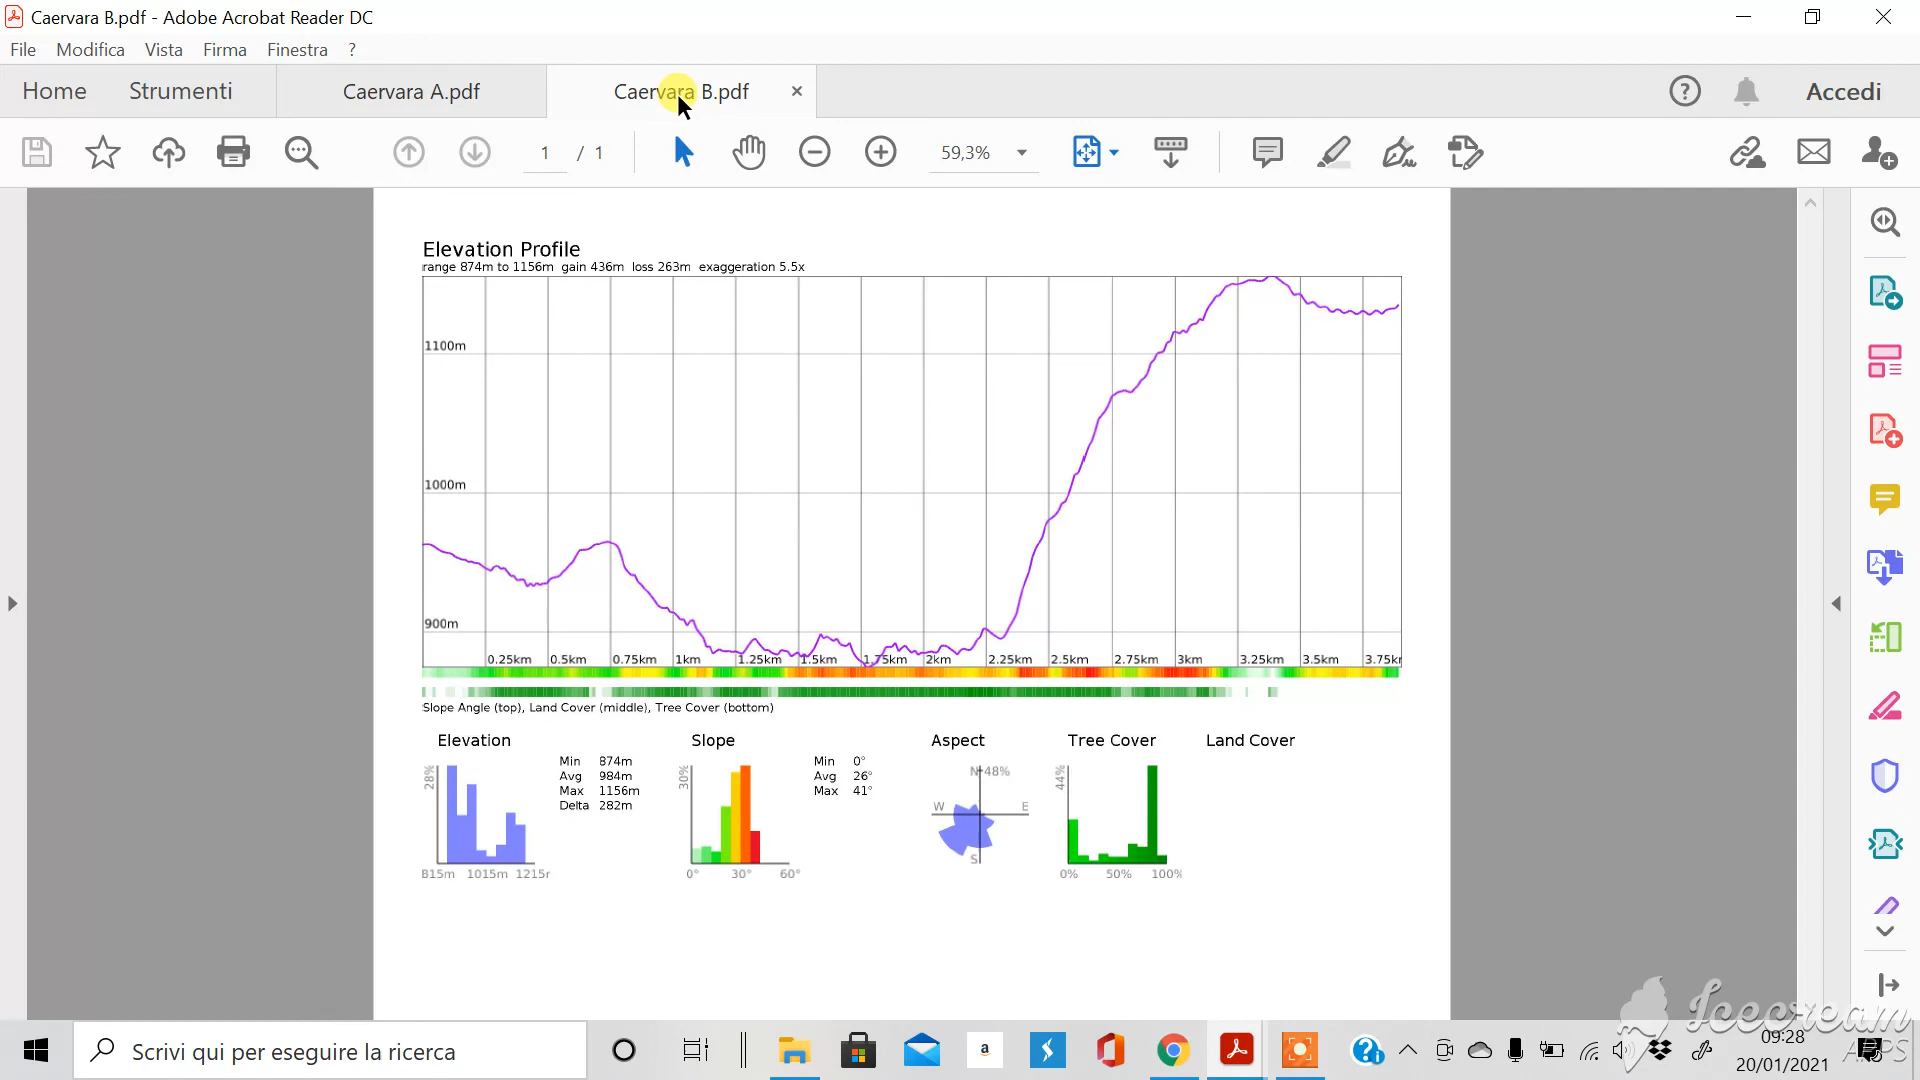 Caervara B.pdf - Adobe Acrobat Reader DC
File Modifica Vista Firma Finestra ?
Home Strumenti Caervara A.pdf Caervara B.pdf × Accedi
1 / 1 59,3%
Elevation Profile
range 874m to 1156m gain 436m loss 263m exaggeration 5.5x
1100m
1000m
900m
0.25km 0.5km 0.75km 1km 1.25km 1.5km 1.75km 2km 2.25km 2.5km 2.75km 3km 3.25km 3.5km 3.75kr
Slope Angle (top), Land Cover (middle), Tree Cover (bottom)
Elevation Slope Aspect Tree Cover Land Cover
28%
Min 874m
Avg 984m
Max 1156m
Delta 282m
815m 1015m 1215r
30%
Min 0°
Avg 26°
Max 41°
0° 30° 60°
N 48%
W E
S
44%
0% 50% 100%
Icecream
APPS
Scrivi qui per eseguire la ricerca
09:28
20/01/2021